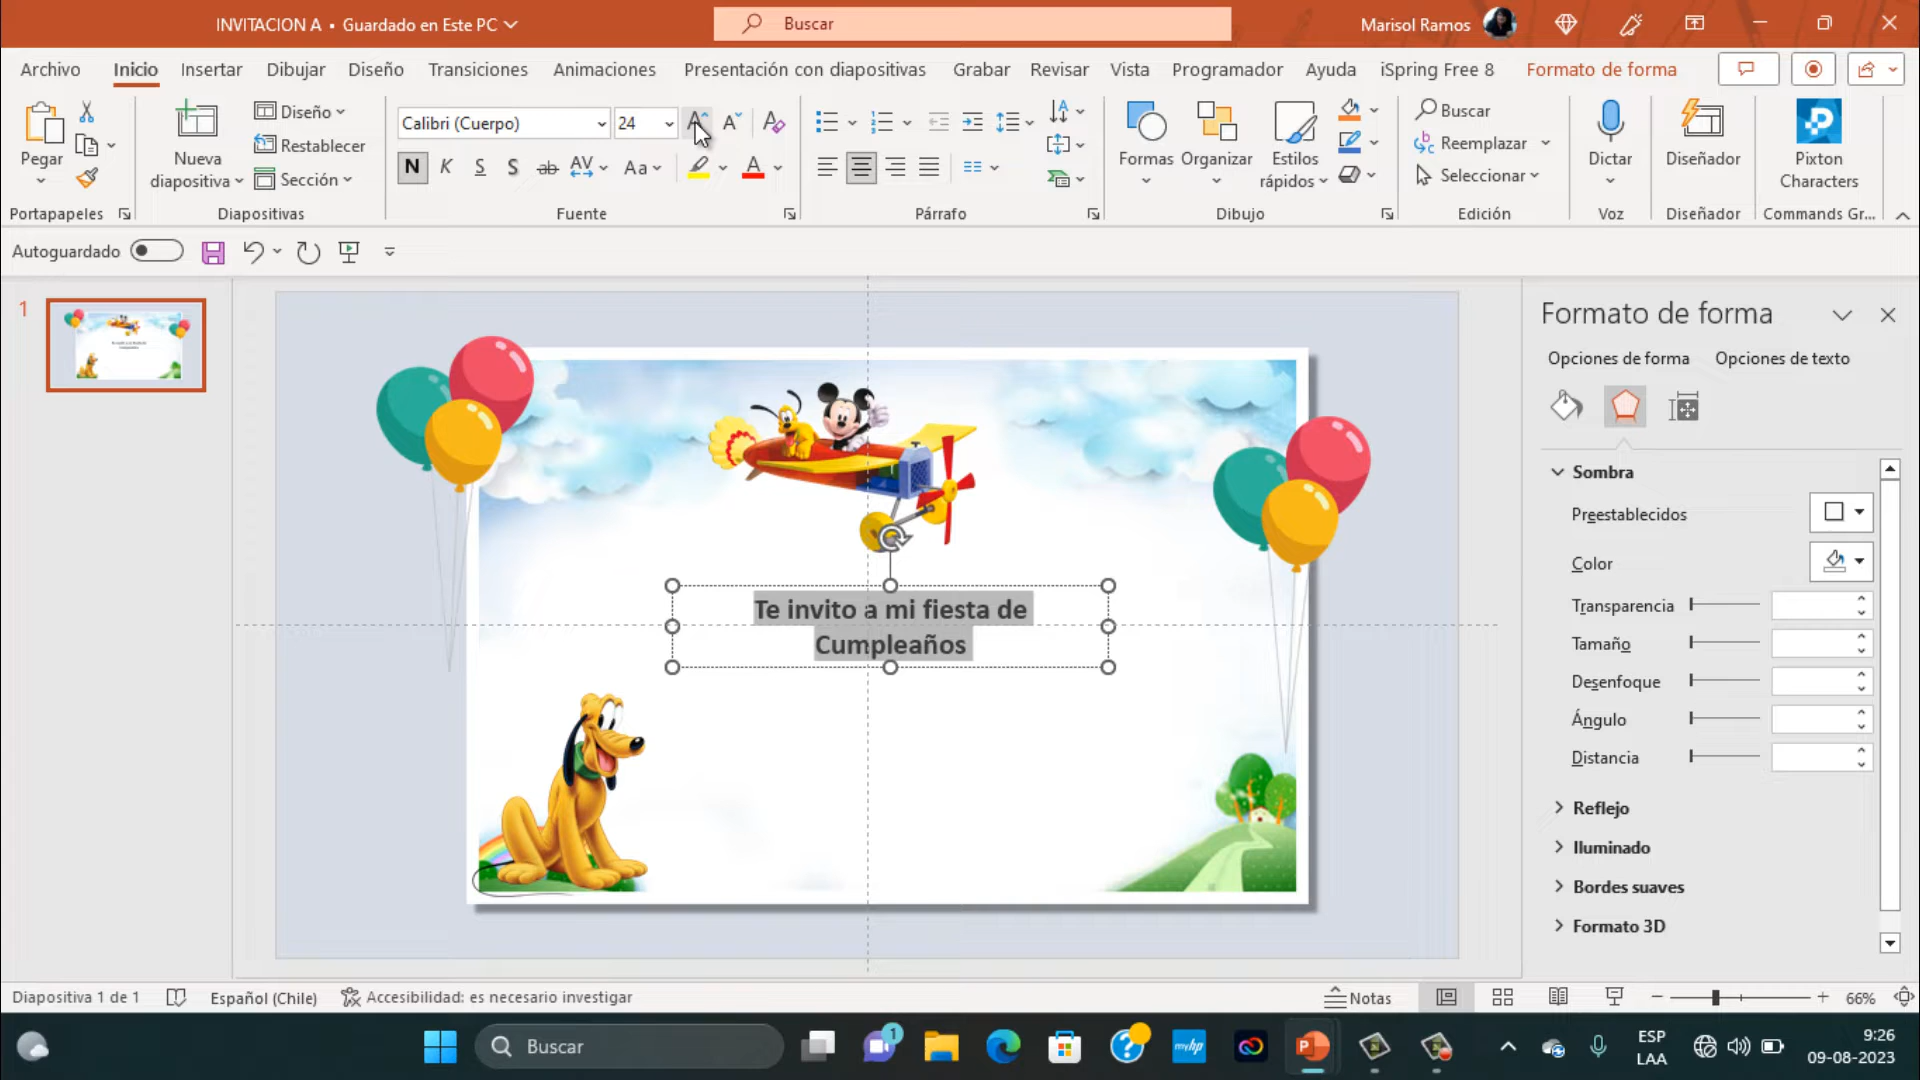 INVITACION A • Guardado en Este PC
Buscar
Marisol Ramos
Archivo Inicio Insertar Dibujar Diseño Transiciones Animaciones Presentación con diapositivas Grabar Revisar Vista Programador Ayuda iSpring Free 8 Formato de forma
Pegar
Portapapeles
Nueva
diapositiva
Diseño
Restablecer
Sección
Diapositivas
Calibri (Cuerpo) 24
N K S S ab AV Aa A
Fuente
Párrafo
Formas
Organizar
Estilos
rápidos
Dibujo
Buscar
Reemplazar
Seleccionar
Edición
Dictar
Voz
Diseñador
Diseñador
Pixton
Characters
Commands Gr...
Autoguardado
1
Te invito a mi fiesta de
Cumpleaños
Formato de forma
Opciones de forma Opciones de texto
Sombra
Preestablecidos
Color
Transparencia
Tamaño
Desenfoque
Ángulo
Distancia
Reflejo
Iluminado
Bordes suaves
Formato 3D
Diapositiva 1 de 1 Español (Chile) Accesibilidad: es necesario investigar
Notas
66%
Buscar
1
myhp
ESP
LAA
9:26
09-08-2023